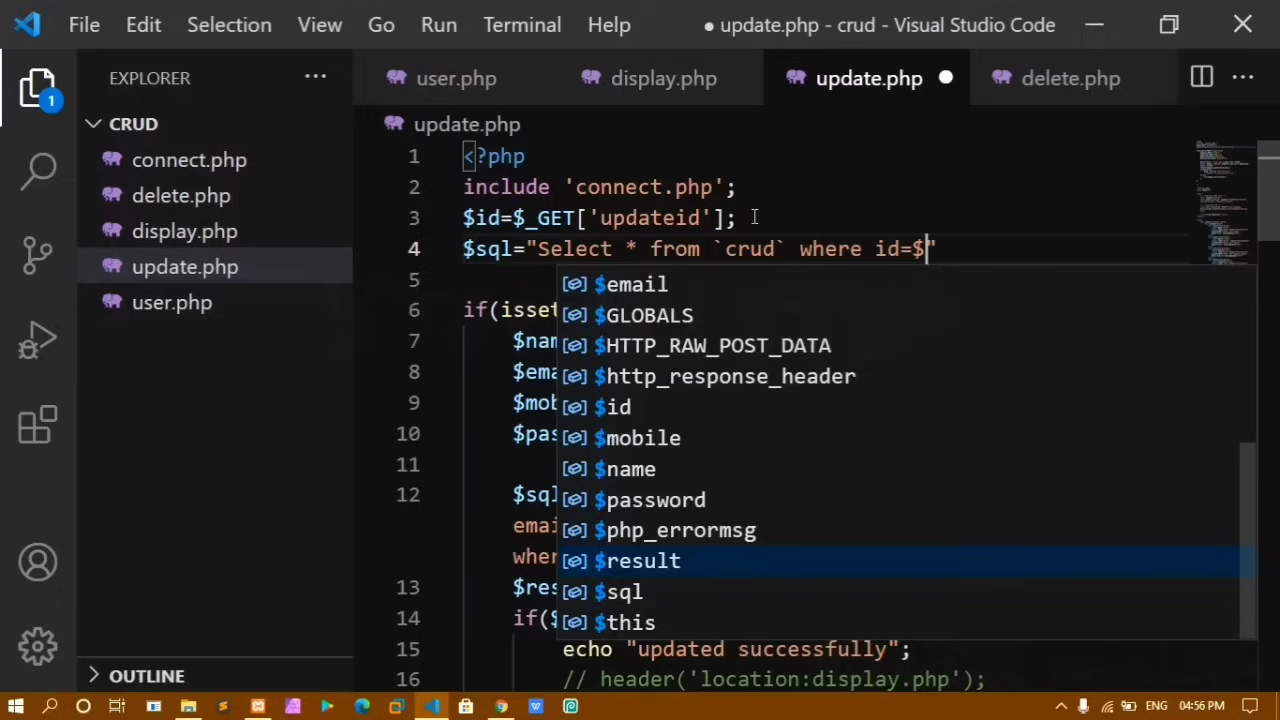 File Edit Selection View Go Run Terminal Help ● update.php - crud - Visual Studio Code
EXPLORER ···
user.php display.php update.php ● delete.php ···
1
CRUD
connect.php
delete.php
display.php
update.php
user.php
OUTLINE
update.php
1 <?php
2 include 'connect.php';
3 $id=$_GET['updateid'];
4 $sql="Select * from `crud` where id=$"
5
6 if(isset
7 $nam
8 $ema
9 $mob
10 $pas
11
12 $sql
emai
wher
13 $res
14 if($
15 echo "updated successfully";
16 // header('location:display.php');
$email
$GLOBALS
$HTTP_RAW_POST_DATA
$http_response_header
$id
$mobile
$name
$password
$php_errormsg
$result
$sql
$this
ENG 04:56 PM